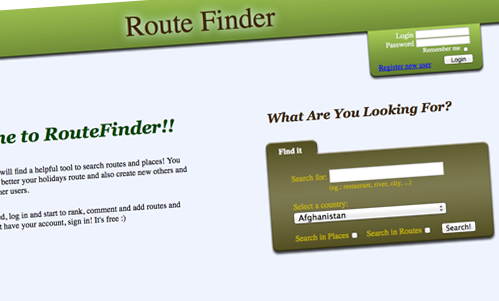 Route Finder
Login
Password
Remember me
Login
Register new user
me to RouteFinder!!
will find a helpful tool to search routes and places! You
better your holidays route and also create new others and
her users.
d, log in and start to rank, comment and add routes and
t have your account, sign in! It's free :)
What Are You Looking For?
Find it
Search for:
(eg.: restaurant, river, city, ...)
Select a country:
Afghanistan
Search in Places
Search in Routes
Search!